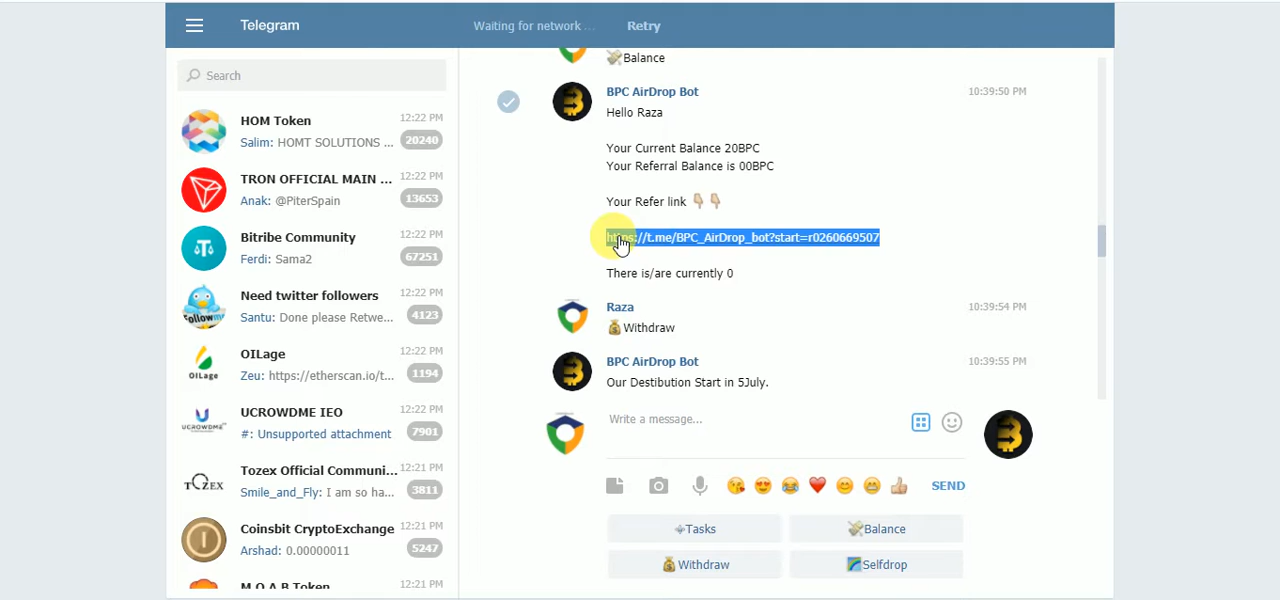 Telegram
Waiting for network ...
Retry
Search
HOM Token
12:22 PM
Salim: HOMT SOLUTIONS ...
20240
TRON OFFICIAL MAIN ...
12:22 PM
Anak: @PiterSpain
13653
Bitribe Community
12:22 PM
Ferdi: Sama2
67251
Need twitter followers
12:22 PM
Santu: Done please Retwe...
4123
OILage
12:22 PM
Zeu: https://etherscan.io/t...
1194
UCROWDME IEO
12:22 PM
#: Unsupported attachment
7901
Tozex Official Communi...
12:21 PM
Smile_and_Fly: I am so ha...
3811
Coinsbit CryptoExchange
12:21 PM
Arshad: 0.00000011
5247
M.O.A.B Token
12:21 PM
Follow
OILage
UCROWDME
TOZEX
💸Balance
BPC AirDrop Bot
10:39:50 PM
Hello Raza
Your Current Balance 20BPC
Your Referral Balance is 00BPC
Your Refer link 👇🏻👇🏻
https://t.me/BPC_AirDrop_bot?start=r0260669507
There is/are currently 0
Raza
10:39:54 PM
💰Withdraw
BPC AirDrop Bot
10:39:55 PM
Our Destibution Start in 5July.
Write a message...
SEND
Tasks
💸Balance
💰Withdraw
Selfdrop